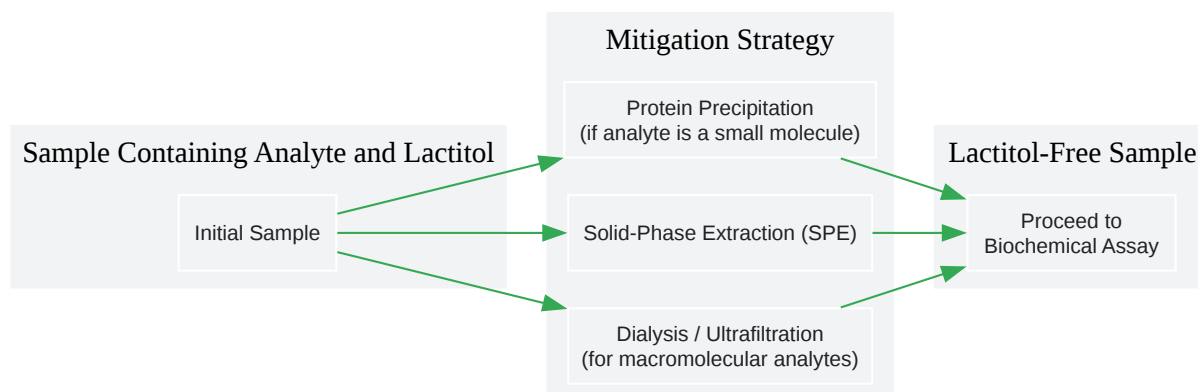 Sample Containing Analyte and Lactitol
Initial Sample
Mitigation Strategy
Protein Precipitation
(if analyte is a small molecule)
Solid-Phase Extraction (SPE)
Dialysis / Ultrafiltration
(for macromolecular analytes)
Lactitol-Free Sample
Proceed to
Biochemical Assay